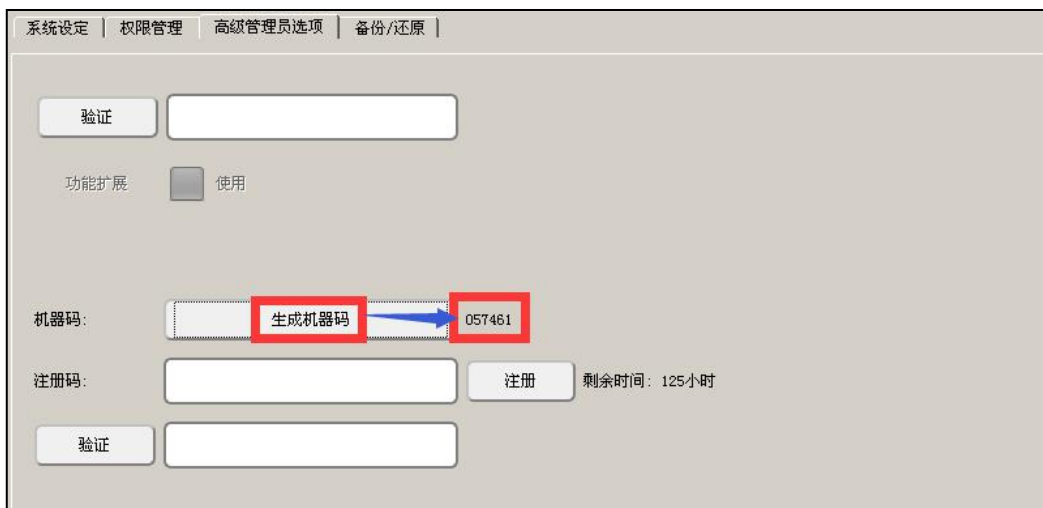 系统设定 权限管理 高级管理员选项 备份/还原
验证
功能扩展 使用
机器码: 生成机器码 057461
注册码: 注册 剩余时间: 125小时
验证